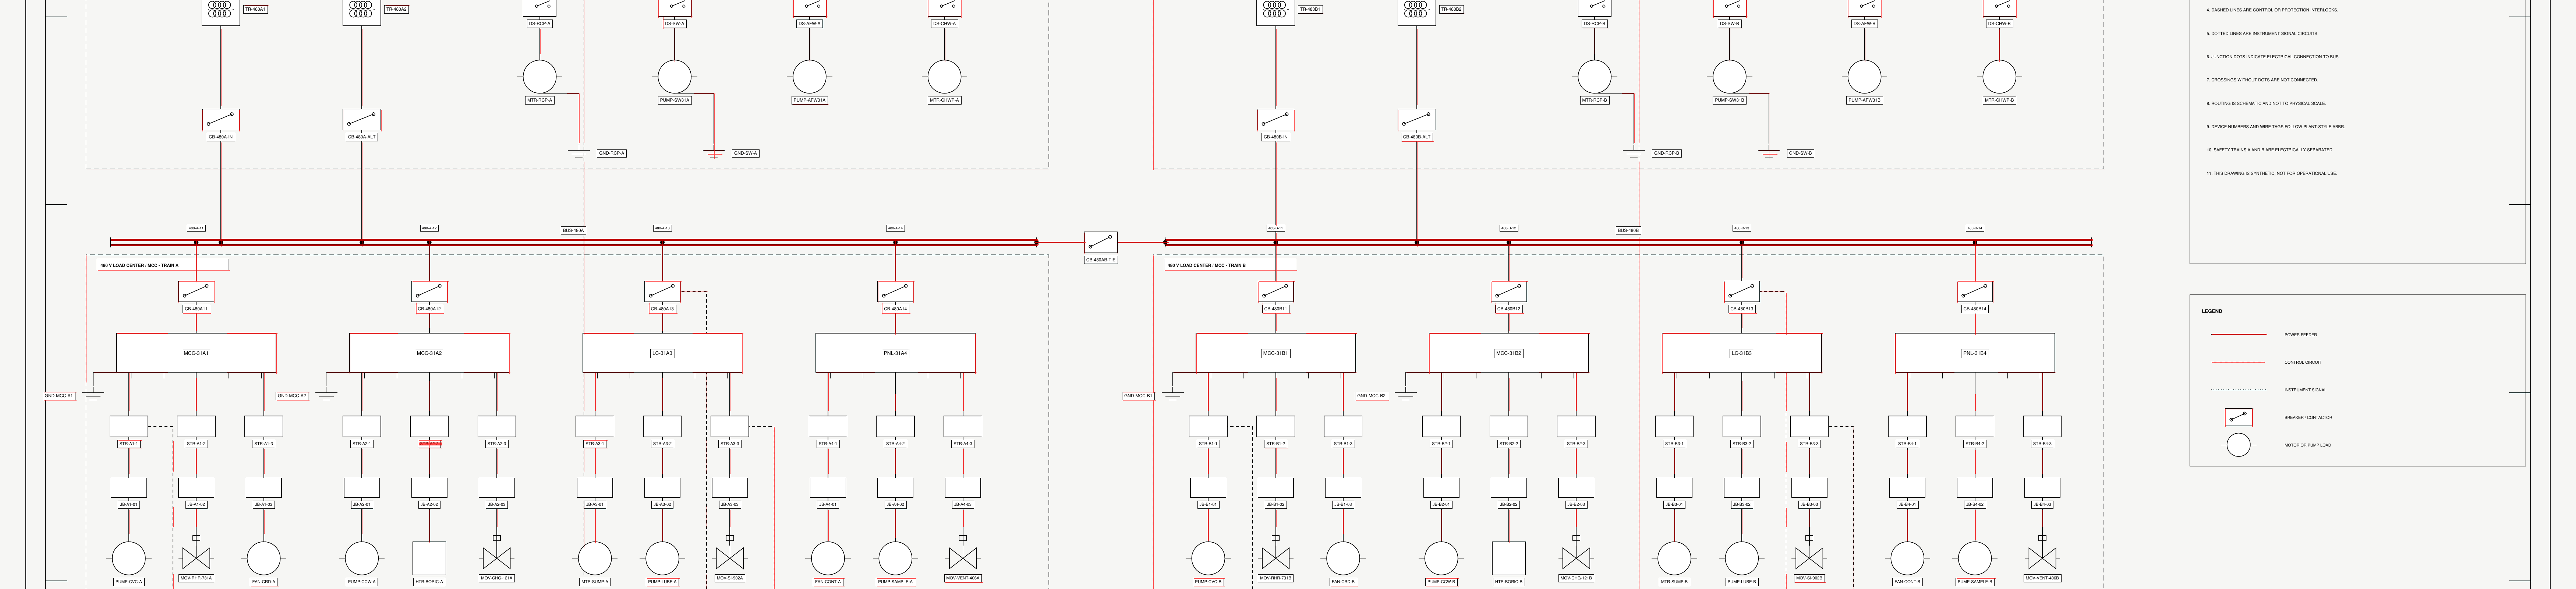 TR-480A1
TR-480A2
TR-480B1
TR-480B2
4. DASHED LINES ARE CONTROL OR PROTECTION INTERLOCKS.
DS-RCP-A
DS-SW-A
DS-AFW-A
DS-CHW-A
DS-RCP-B
DS-SW-B
DS-AFW-B
DS-CHW-B
5. DOTTED LINES ARE INSTRUMENT SIGNAL CIRCUITS.
6. JUNCTION DOTS INDICATE ELECTRICAL CONNECTION TO BUS.
7. CROSSINGS WITHOUT DOTS ARE NOT CONNECTED.
MTR-RCP-A
PUMP-SW31A
PUMP-AFW31A
MTR-CHWP-A
MTR-RCP-B
PUMP-SW31B
PUMP-AFW31B
MTR-CHWP-B
8. ROUTING IS SCHEMATIC AND NOT TO PHYSICAL SCALE.
9. DEVICE NUMBERS AND WIRE TAGS FOLLOW PLANT-STYLE ABBR.
CB-480A-IN
CB-480A-ALT
CB-480B-IN
CB-480B-ALT
10. SAFETY TRAINS A AND B ARE ELECTRICALLY SEPARATED.
GND-RCP-A
GND-SW-A
GND-RCP-B
GND-SW-B
11. THIS DRAWING IS SYNTHETIC; NOT FOR OPERATIONAL USE.
480-A-11
480-A-12
BUS-480A
480-A-13
480-A-14
480-B-11
480-B-12
BUS-480B
480-B-13
480-B-14
CB-480AB-TIE
480 V LOAD CENTER / MCC - TRAIN A
480 V LOAD CENTER / MCC - TRAIN B
CB-480A11
CB-480A12
CB-480A13
CB-480A14
CB-480B11
CB-480B12
CB-480B13
CB-480B14
LEGEND
POWER FEEDER
CONTROL CIRCUIT
INSTRUMENT SIGNAL
BREAKER / CONTACTOR
MOTOR OR PUMP LOAD
MCC-31A1
MCC-31A2
LC-31A3
PNL-31A4
MCC-31B1
MCC-31B2
LC-31B3
PNL-31B4
GND-MCC-A1
GND-MCC-A2
GND-MCC-B1
GND-MCC-B2
STR-A1-1
STR-A1-2
STR-A1-3
STR-A2-1
STR-A2-3
STR-A3-1
STR-A3-2
STR-A3-3
STR-A4-1
STR-A4-2
STR-A4-3
STR-B1-1
STR-B1-2
STR-B1-3
STR-B2-1
STR-B2-2
STR-B2-3
STR-B3-1
STR-B3-2
STR-B3-3
STR-B4-1
STR-B4-2
STR-B4-3
JB-A1-01
JB-A1-02
JB-A1-03
JB-A2-01
JB-A2-02
JB-A2-03
JB-A3-01
JB-A3-02
JB-A3-03
JB-A4-01
JB-A4-02
JB-A4-03
JB-B1-01
JB-B1-02
JB-B1-03
JB-B2-01
JB-B2-02
JB-B2-03
JB-B3-01
JB-B3-02
JB-B3-03
JB-B4-01
JB-B4-02
JB-B4-03
PUMP-CVC-A
MOV-RHR-731A
FAN-CRD-A
PUMP-CCW-A
HTR-BORIC-A
MOV-CHG-121A
MTR-SUMP-A
PUMP-LUBE-A
MOV-SI-902A
FAN-CONT-A
PUMP-SAMPLE-A
MOV-VENT-406A
PUMP-CVC-B
MOV-RHR-731B
FAN-CRD-B
PUMP-CCW-B
HTR-BORIC-B
MOV-CHG-121B
MTR-SUMP-B
PUMP-LUBE-B
MOV-SI-902B
FAN-CONT-B
PUMP-SAMPLE-B
MOV-VENT-406B